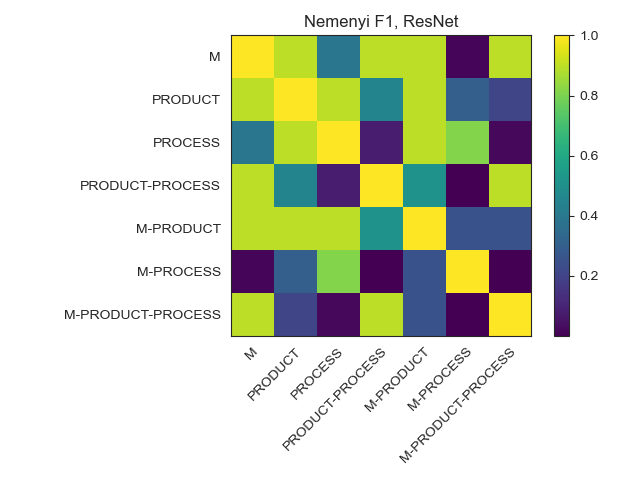 Nemenyi F1, ResNet
M
PRODUCT
PROCESS
PRODUCT-PROCESS
M-PRODUCT
M-PROCESS
M-PRODUCT-PROCESS
M
PRODUCT
PROCESS
PRODUCT-PROCESS
M-PRODUCT
M-PROCESS
M-PRODUCT-PROCESS
1.0
0.8
0.6
0.4
0.2